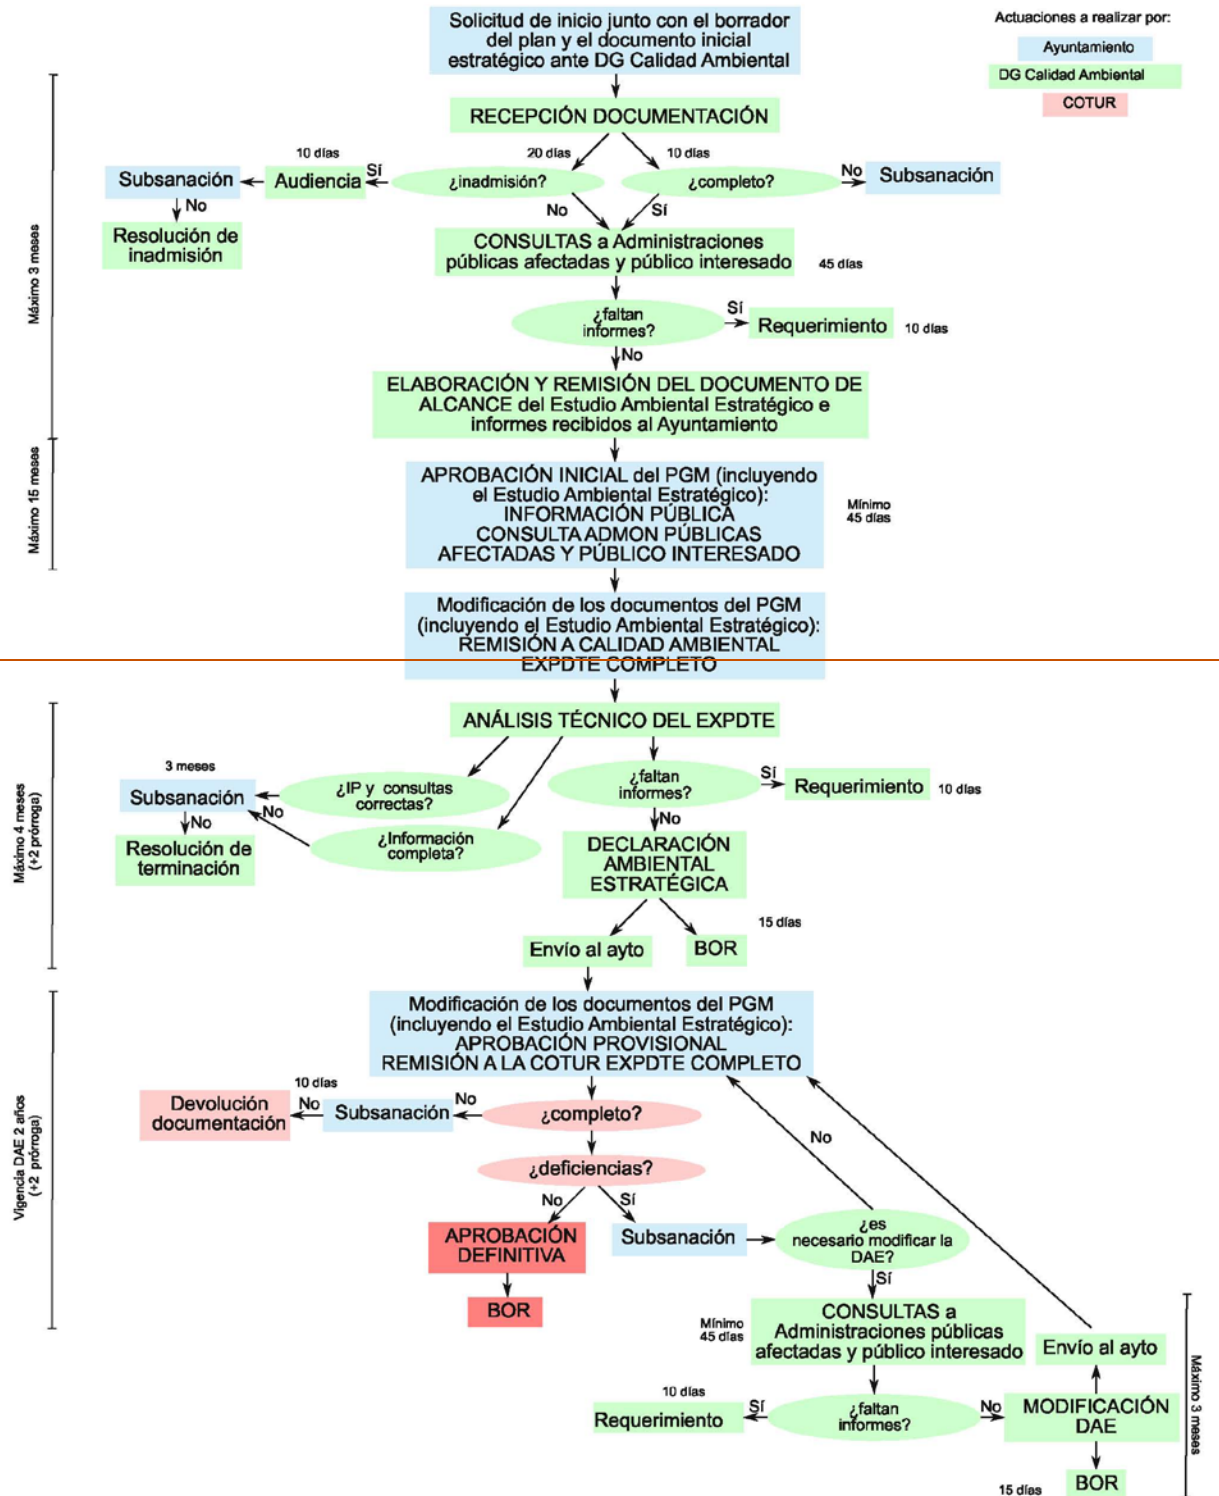 Solicitud de inicio junto con el borrador
del plan y el documento inicial
estratégico ante DG Calidad Ambiental
Actuaciones a realizar por:
Ayuntamiento
DG Calidad Ambiental
COTUR
RECEPCIÓN DOCUMENTACIÓN
10 días
20 días
10 días
Subsanación
Audiencia
Sí
¿inadmisión?
¿completo?
No
Subsanación
No
No
Sí
Resolución de
inadmisión
CONSULTAS a Administraciones
públicas afectadas y público interesado
45 días
Máximo 3 meses
¿faltan
informes?
Sí
Requerimiento
10 días
No
ELABORACIÓN Y REMISIÓN DEL DOCUMENTO DE
ALCANCE del Estudio Ambiental Estratégico e
informes recibidos al Ayuntamiento
Máximo 15 meses
APROBACIÓN INICIAL del PGM (incluyendo
el Estudio Ambiental Estratégico):
INFORMACIÓN PÚBLICA
CONSULTA ADMON PÚBLICAS
AFECTADAS Y PÚBLICO INTERESADO
Mínimo
45 días
Modificación de los documentos del PGM
(incluyendo el Estudio Ambiental Estratégico):
REMISIÓN A CALIDAD AMBIENTAL
EXPDTE COMPLETO
ANÁLISIS TÉCNICO DEL EXPDTE
Máximo 4 meses
(+2 prórroga)
3 meses
Subsanación
¿IP y consultas
correctas?
¿faltan
informes?
Sí
Requerimiento
10 días
No
No
No
Resolución de
terminación
¿Información
completa?
DECLARACIÓN
AMBIENTAL
ESTRATÉGICA
15 días
Envío al ayto
BOR
Modificación de los documentos del PGM
(incluyendo el Estudio Ambiental Estratégico):
APROBACIÓN PROVISIONAL
REMISIÓN A LA COTUR EXPDTE COMPLETO
Vigencia DAE 2 años
(+2 prórroga)
10 días
Devolución
documentación
No
Subsanación
No
¿completo?
No
¿deficiencias?
No
Sí
APROBACIÓN
DEFINITIVA
Subsanación
¿es
necesario modificar la
DAE?
Sí
BOR
Mínimo
45 días
CONSULTAS a
Administraciones públicas
afectadas y público interesado
Envío al ayto
Máximo 3 meses
10 días
Requerimiento
Sí
¿faltan
informes?
No
MODIFICACIÓN
DAE
15 días
BOR